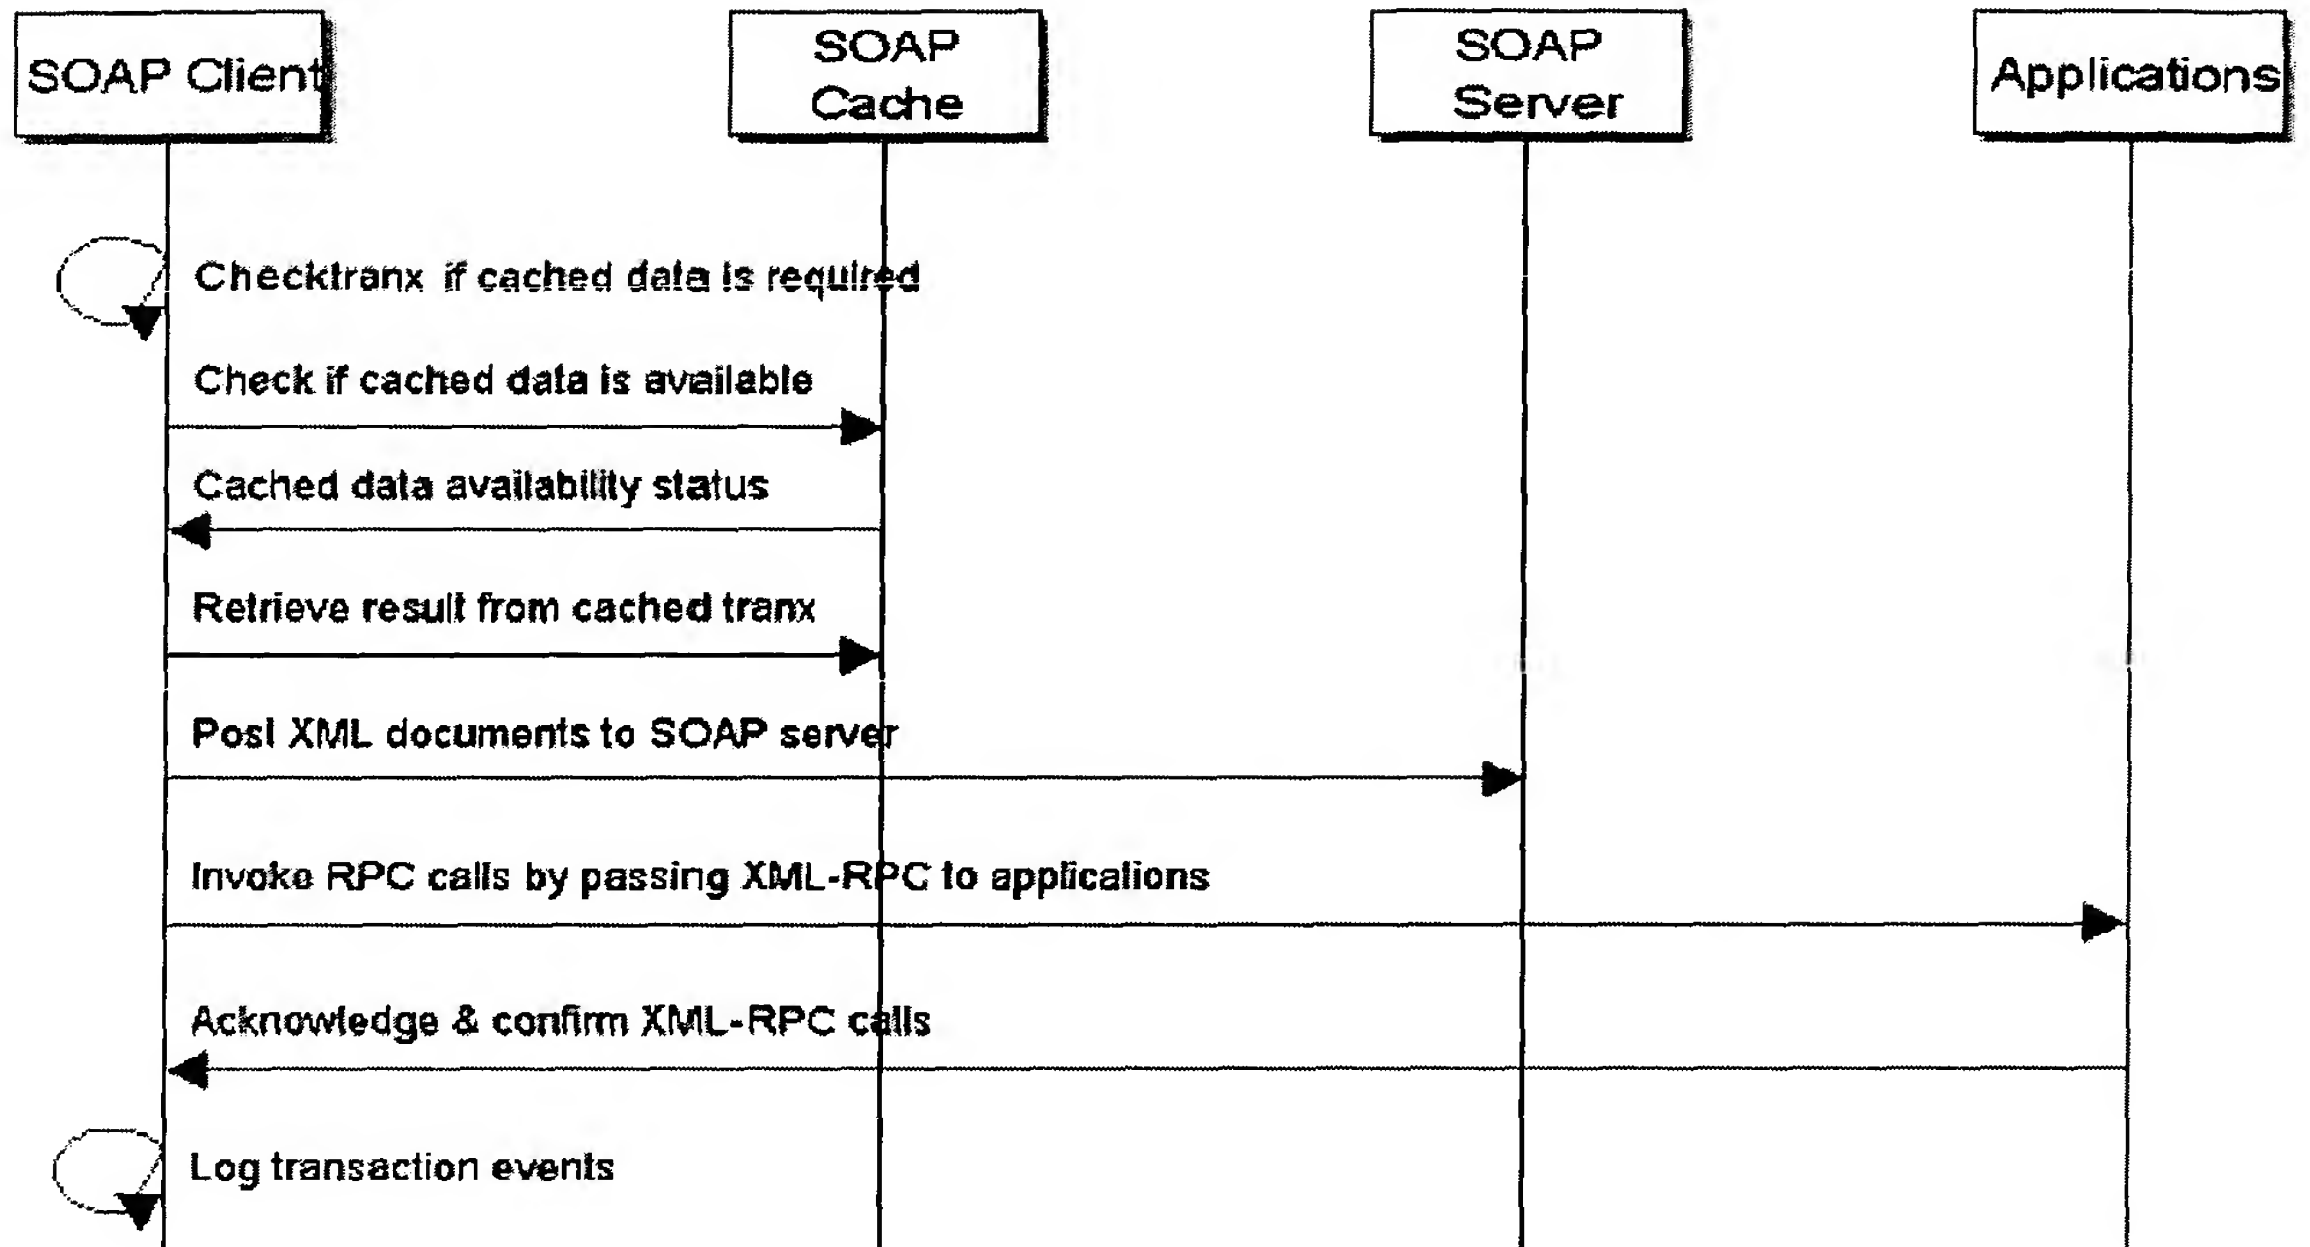 SOAP Client
SOAP
Cache
SOAP
Server
Applications
Checktranx if cached data is required
Check if cached data is available
Cached data availability status
Retrieve result from cached tranx
Post XML documents to SOAP server
Invoke RPC calls by passing XML-RPC to applications
Acknowledge & confirm XML-RPC calls
Log transaction events